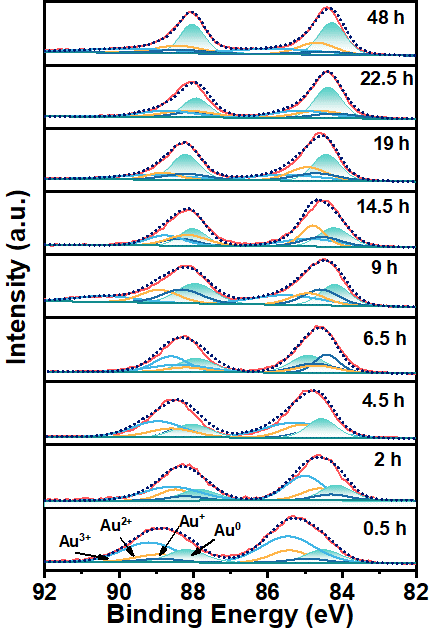 Intensity (a.u.)
48 h
22.5 h
19 h
14.5 h
9 h
6.5 h
4.5 h
2 h
0.5 h
Au3+
Au2+
Au+
Au0
92 90 88 86 84 82
Binding Energy (eV)